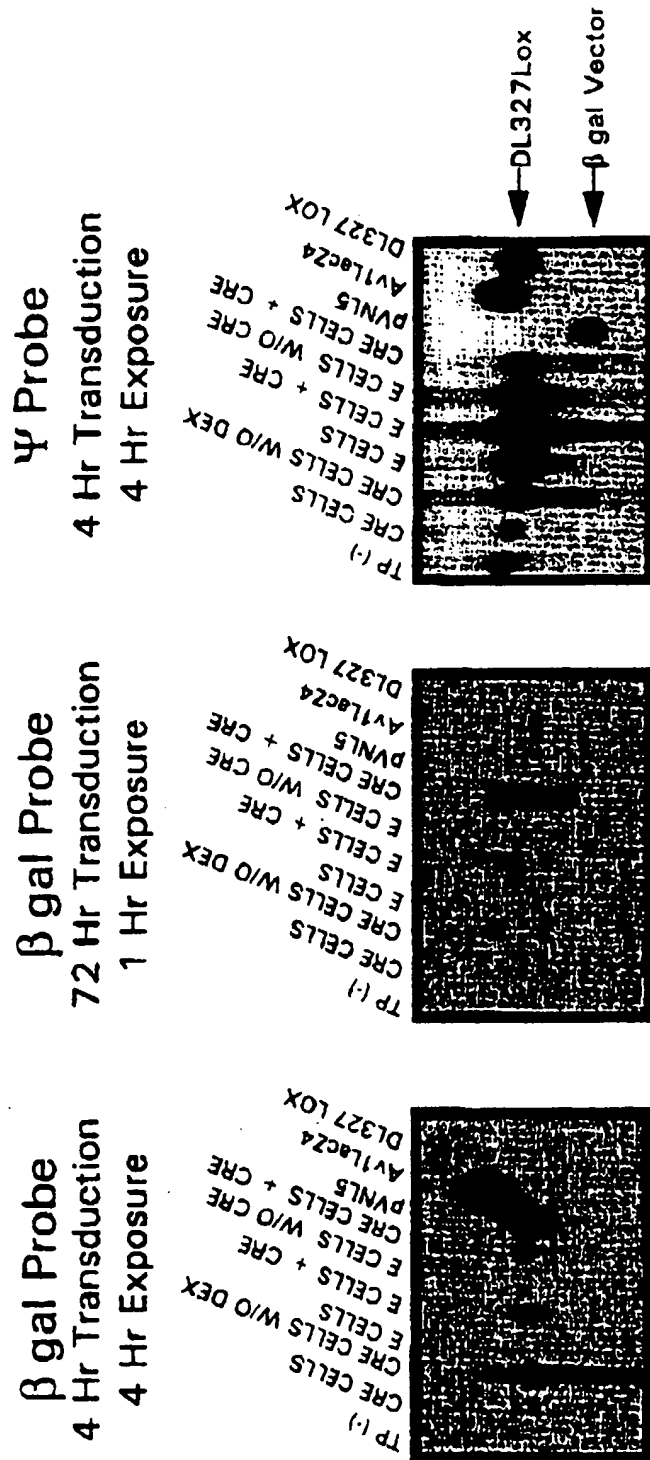 β gal Probe
4 Hr Transduction
4 Hr Exposure
TP (-)
CRE CELLS
CRE CELLS W/O DEX
E CELLS
E CELLS + CRE
E CELLS W/O CRE
CRE CELLS + CRE
pVNL5
Av1LacZ4
DL327 LOX
β gal Probe
72 Hr Transduction
1 Hr Exposure
TP (-)
CRE CELLS
CRE CELLS W/O DEX
E CELLS
E CELLS + CRE
E CELLS W/O CRE
CRE CELLS + CRE
pVNL5
Av1LacZ4
DL327 LOX
Ψ Probe
4 Hr Transduction
4 Hr Exposure
TP (-)
CRE CELLS
CRE CELLS W/O DEX
E CELLS
E CELLS + CRE
E CELLS W/O CRE
CRE CELLS + CRE
pVNL5
Av1LacZ4
DL327 LOX
DL327Lox
β gal Vector